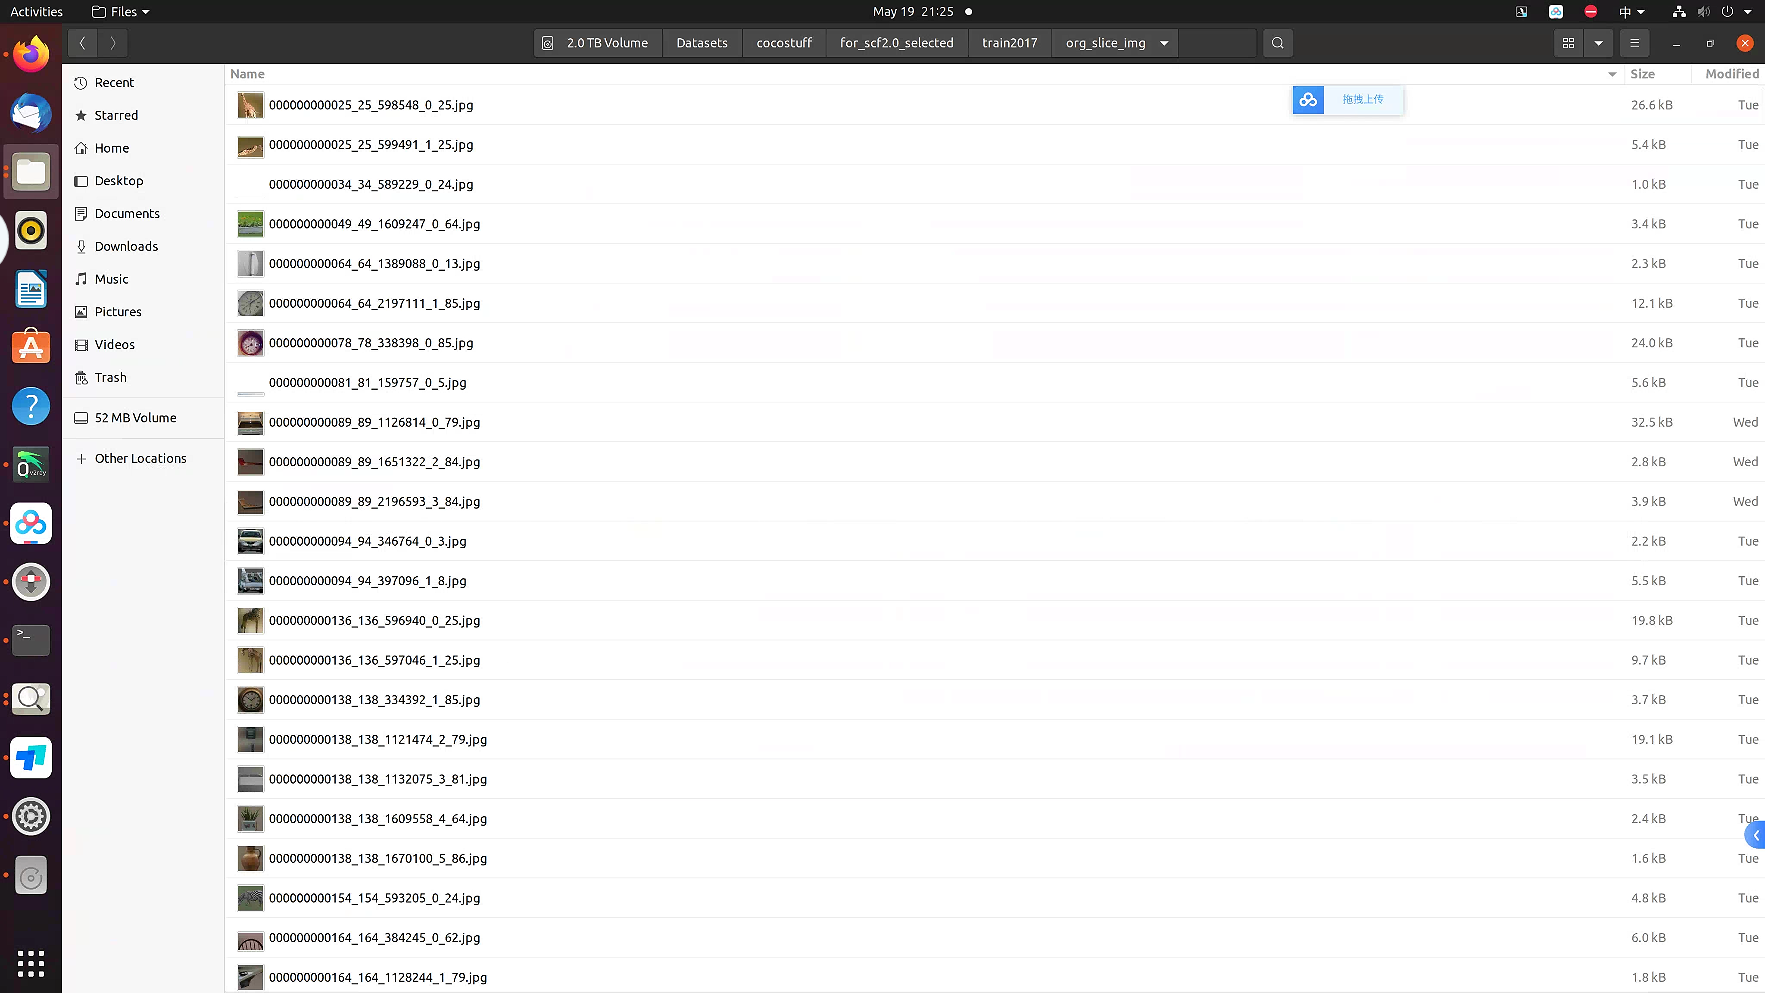 Activities Files May 19 21:25 中
2.0 TB Volume Datasets cocostuff for_scf2.0_selected train2017 org_slice_img
Recent
Starred
Home
Desktop
Documents
Downloads
Music
Pictures
Videos
Trash
52 MB Volume
Other Locations
Name Size Modified
000000000025_25_598548_0_25.jpg 26.6 kB Tue
拖拽上传
000000000025_25_599491_1_25.jpg 5.4 kB Tue
000000000034_34_589229_0_24.jpg 1.0 kB Tue
000000000049_49_1609247_0_64.jpg 3.4 kB Tue
000000000064_64_1389088_0_13.jpg 2.3 kB Tue
000000000064_64_2197111_1_85.jpg 12.1 kB Tue
000000000078_78_338398_0_85.jpg 24.0 kB Tue
000000000081_81_159757_0_5.jpg 5.6 kB Tue
000000000089_89_1126814_0_79.jpg 32.5 kB Wed
000000000089_89_1651322_2_84.jpg 2.8 kB Wed
000000000089_89_2196593_3_84.jpg 3.9 kB Wed
000000000094_94_346764_0_3.jpg 2.2 kB Tue
000000000094_94_397096_1_8.jpg 5.5 kB Tue
000000000136_136_596940_0_25.jpg 19.8 kB Tue
000000000136_136_597046_1_25.jpg 9.7 kB Tue
000000000138_138_334392_1_85.jpg 3.7 kB Tue
000000000138_138_1121474_2_79.jpg 19.1 kB Tue
000000000138_138_1132075_3_81.jpg 3.5 kB Tue
000000000138_138_1609558_4_64.jpg 2.4 kB Tue
000000000138_138_1670100_5_86.jpg 1.6 kB Tue
000000000154_154_593205_0_24.jpg 4.8 kB Tue
000000000164_164_384245_0_62.jpg 6.0 kB Tue
000000000164_164_1128244_1_79.jpg 1.8 kB Tue